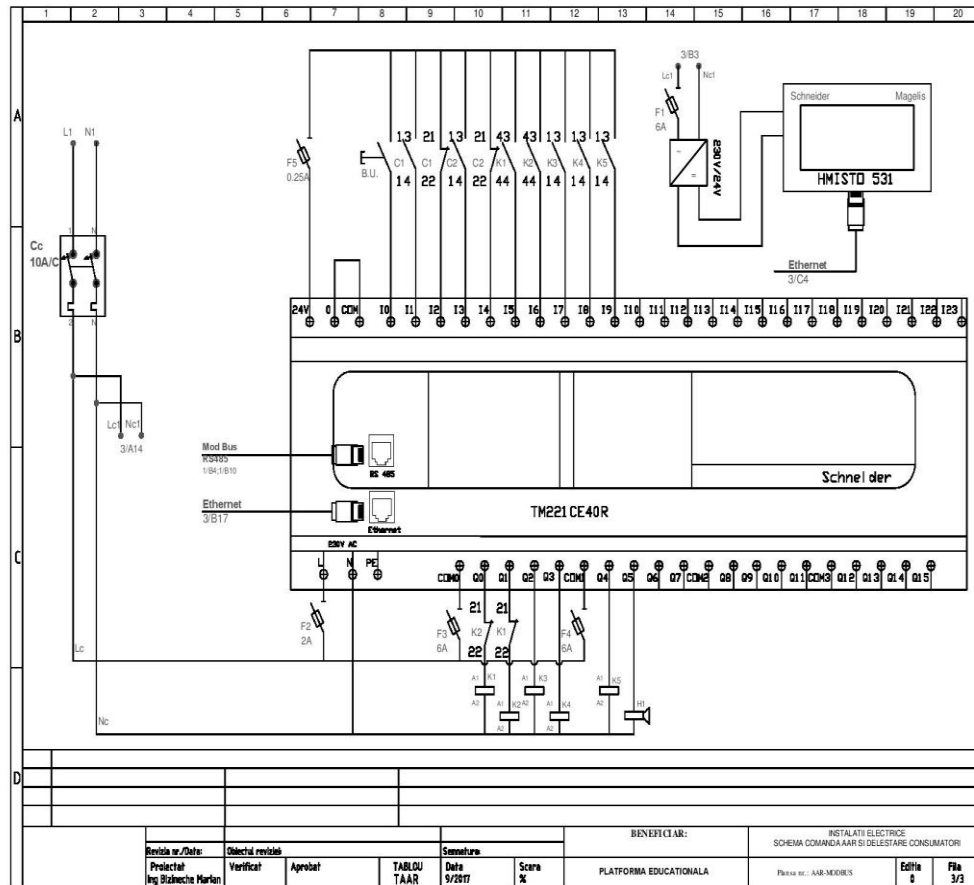 1 2 3 4 5 6 7 8 9 10 11 12 13 14 15 16 17 18 19 20
A
B
C
D
L1 N1
1 N
Cc
10A/C
2 N
Lc1 Nc1
3/A14
Lc
Nc
F5
0.25A
B.U.
13 21 13 21 43 43 13 13 13
C1 C1 C2 C2 K1 K2 K3 K4 K5
14 22 14 22 44 44 14 14 14
3/B3
Lc1 Nc1
F1
6A
~
=
230V/24V
Schneider Magelis
HMISTO 531
Ethernet
3/C4
24V 0 COM I0 I1 I2 I3 I4 I5 I6 I7 I8 I9 I10 I11 I12 I13 I14 I15 I16 I17 I18 I19 I20 I21 I22 I23
Mod Bus
RS485
1/B4;1/B10
RS 485
Ethernet
3/B17
Ethernet
Schneider
TM221CE40R
230V AC
L N PE
COM0 Q0 Q1 Q2 Q3 COM1 Q4 Q5 Q6 Q7 COM2 Q8 Q9 Q10 Q11 COM3 Q12 Q13 Q14 Q15
F2
2A
F3
6A
21 21
K2 K1
22 22
F4
6A
A1 K1
A2
A1 K2
A2
A1 K3
A2
A1 K4
A2
A1 K5
A2
H1
Revizia nr./Data: Obiectul reviziei: Semnatura:
Proiectat
Ing Bizineche Marian
Verificat
Aprobat
TABLOU
TAAR
Data
9/2017
Scara
%
BENEFICIAR:
PLATFORMA EDUCATIONALA
INSTALATII ELECTRICE
SCHEMA COMANDA AAR SI DELESTARE CONSUMATORI
Plansa nr.: AAR-MODBUS
Editia
0
Fila
3/3